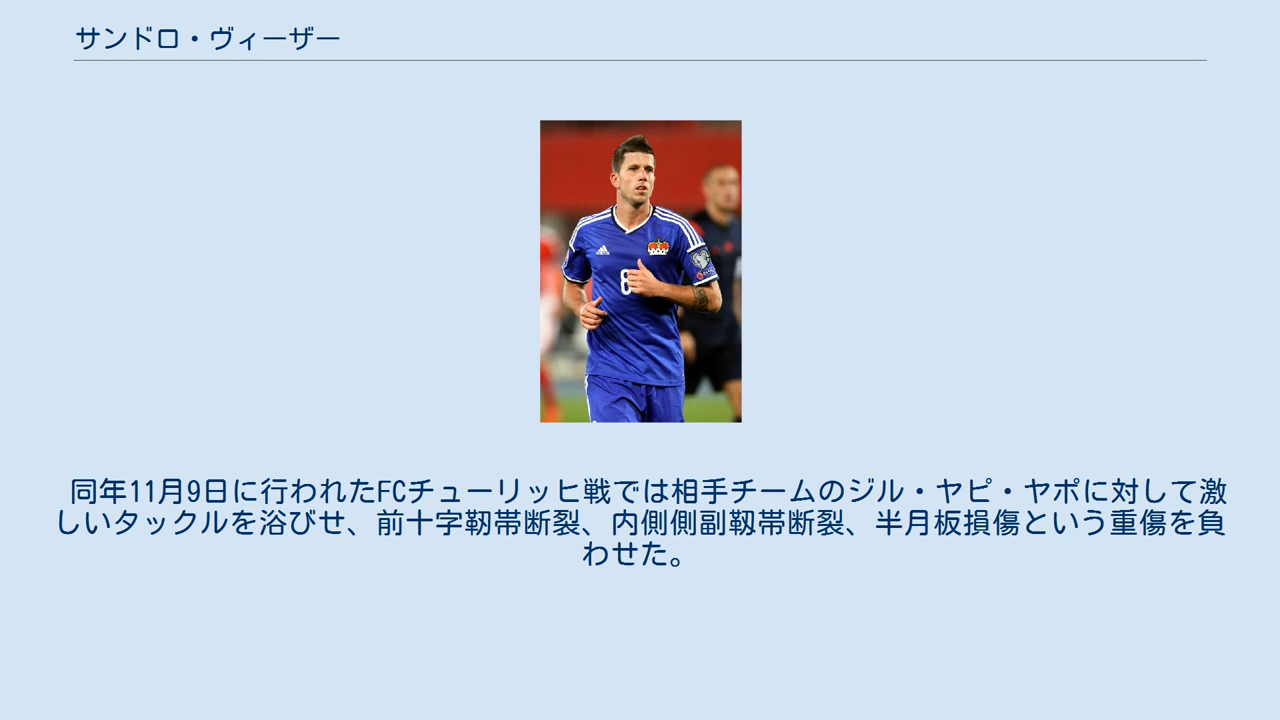 サンドロ・ヴィーザー
8
同年11月9日に行われたFCチューリッヒ戦では相手チームのジル・ヤピ・ヤポに対して激
しいタックルを浴びせ、前十字靭帯断裂、内側側副靱帯断裂、半月板損傷という重傷を負
わせた。